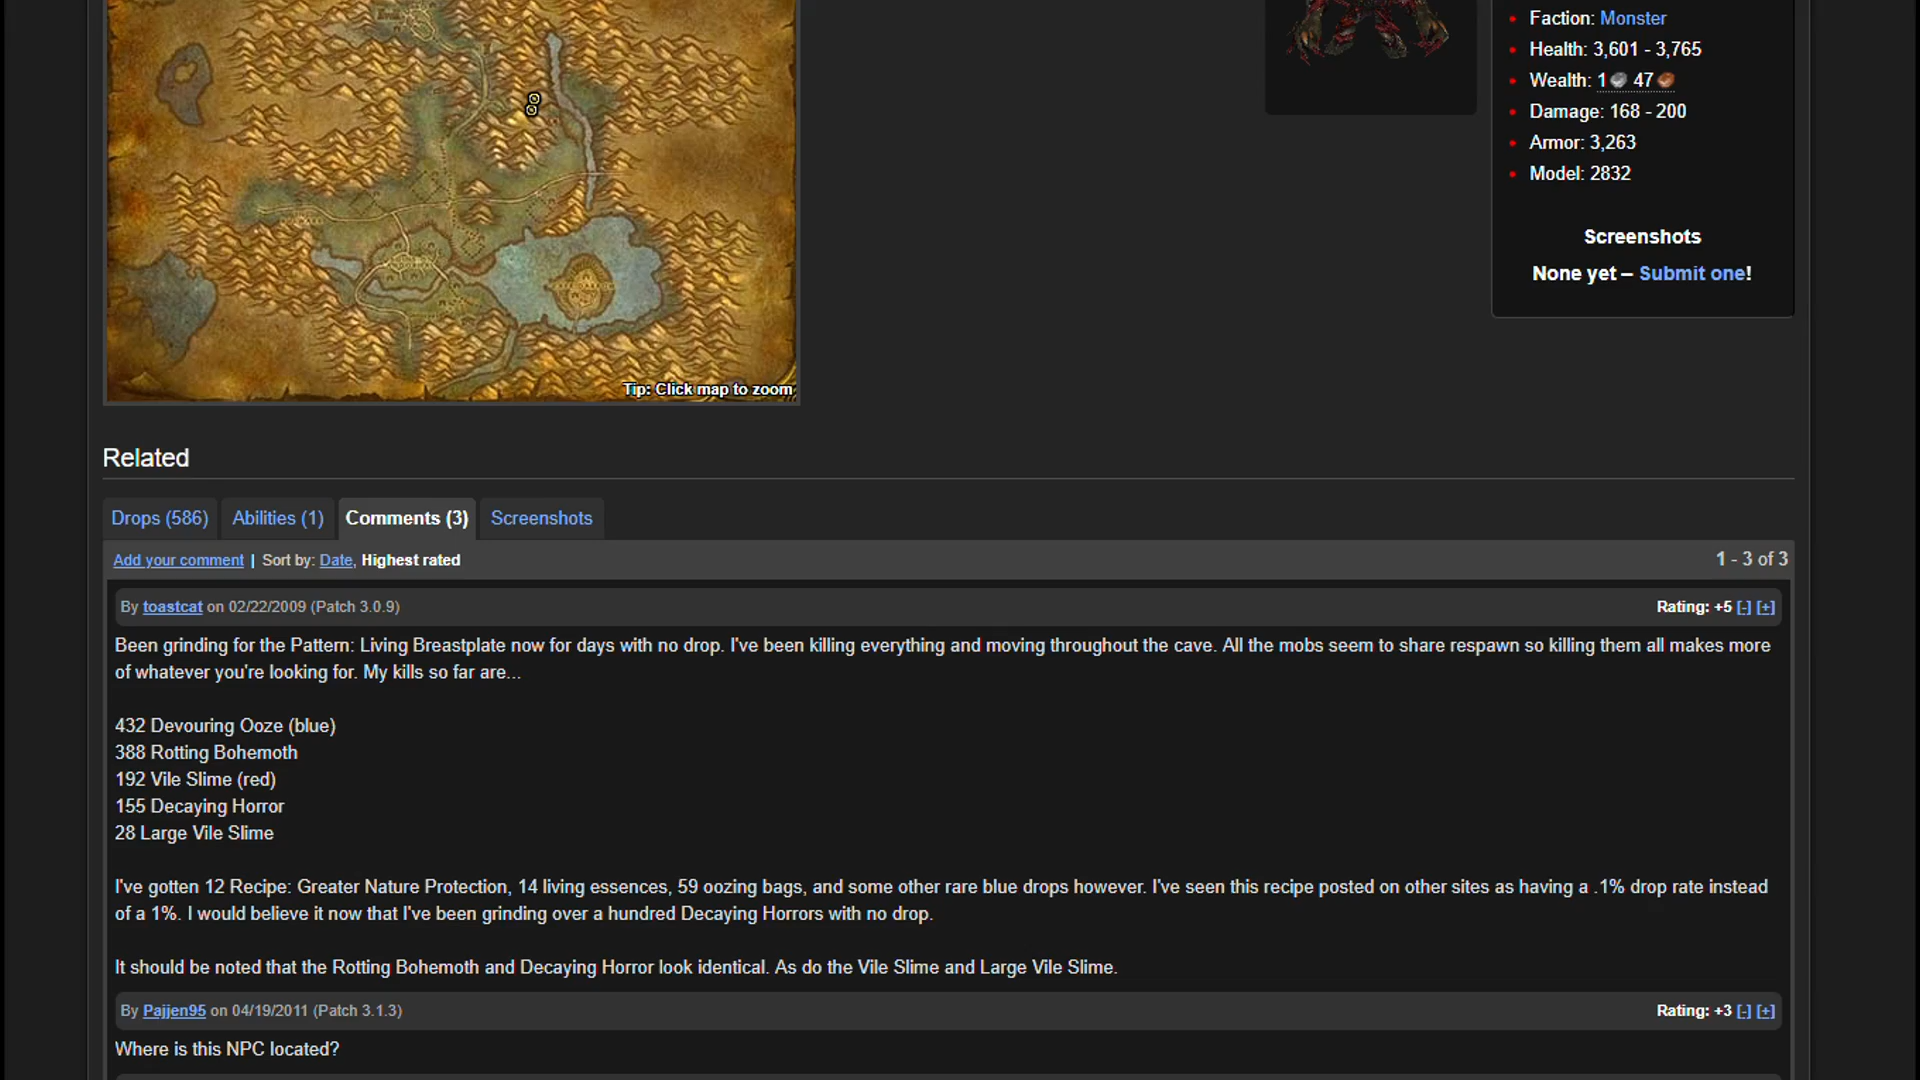 Faction: Monster
Health: 3,601 - 3,765
Wealth: 1 47
Damage: 168 - 200
Armor: 3,263
Model: 2832
Screenshots
None yet – Submit one!
Tip: Click map to zoom
Related
Drops (586) Abilities (1) Comments (3) Screenshots
Add your comment | Sort by: Date, Highest rated 1 - 3 of 3
By toastcat on 02/22/2009 (Patch 3.0.9) Rating: +5 [-] [+]
Been grinding for the Pattern: Living Breastplate now for days with no drop. I've been killing everything and moving throughout the cave. All the mobs seem to share respawn so killing them all makes more
of whatever you're looking for. My kills so far are...
432 Devouring Ooze (blue)
388 Rotting Bohemoth
192 Vile Slime (red)
155 Decaying Horror
28 Large Vile Slime
I've gotten 12 Recipe: Greater Nature Protection, 14 living essences, 59 oozing bags, and some other rare blue drops however. I've seen this recipe posted on other sites as having a .1% drop rate instead
of a 1%. I would believe it now that I've been grinding over a hundred Decaying Horrors with no drop.
It should be noted that the Rotting Bohemoth and Decaying Horror look identical. As do the Vile Slime and Large Vile Slime.
By Pajjen95 on 04/19/2011 (Patch 3.1.3) Rating: +3 [-] [+]
Where is this NPC located?